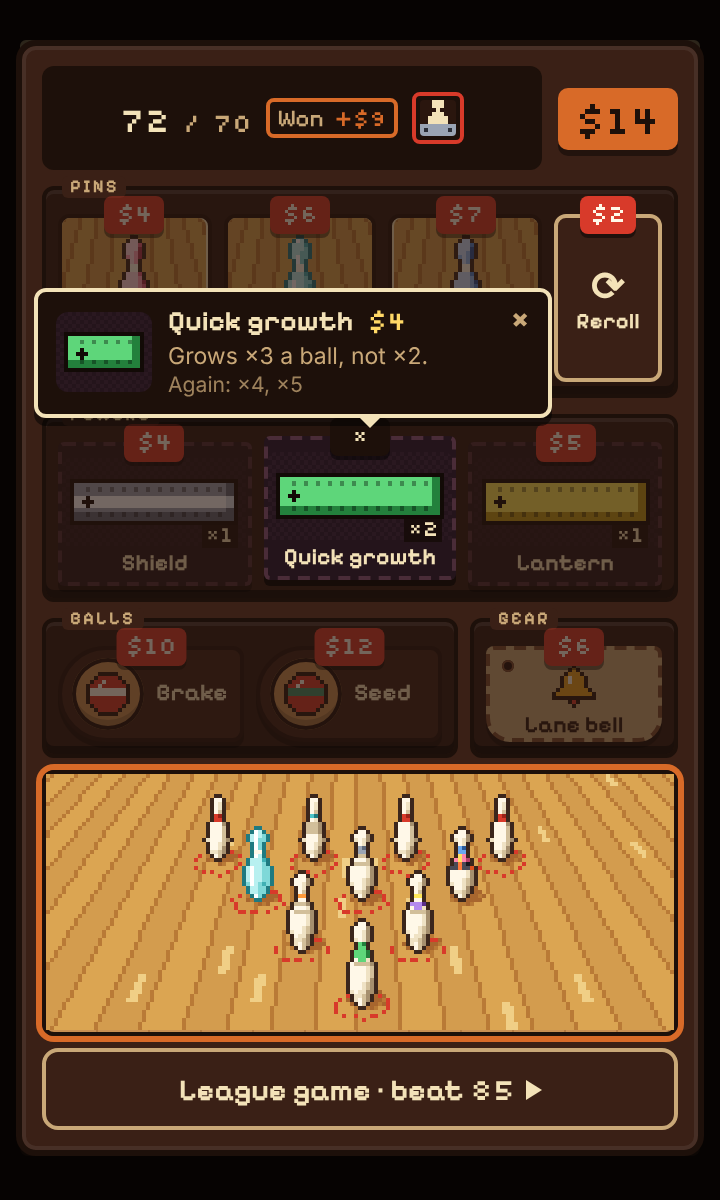 72 / 70 Won +$9 $14
PINS
$4 $6 $7 $2
Reroll
Quick growth $4 ×
Grows ×3 a ball, not ×2.
Again: ×4, ×5
$4 × $5
×1 ×2 ×1
Shield Quick growth Lantern
BALLS GEAR
$10 $12 $6
Brake Seed Lane bell
League game · beat 85